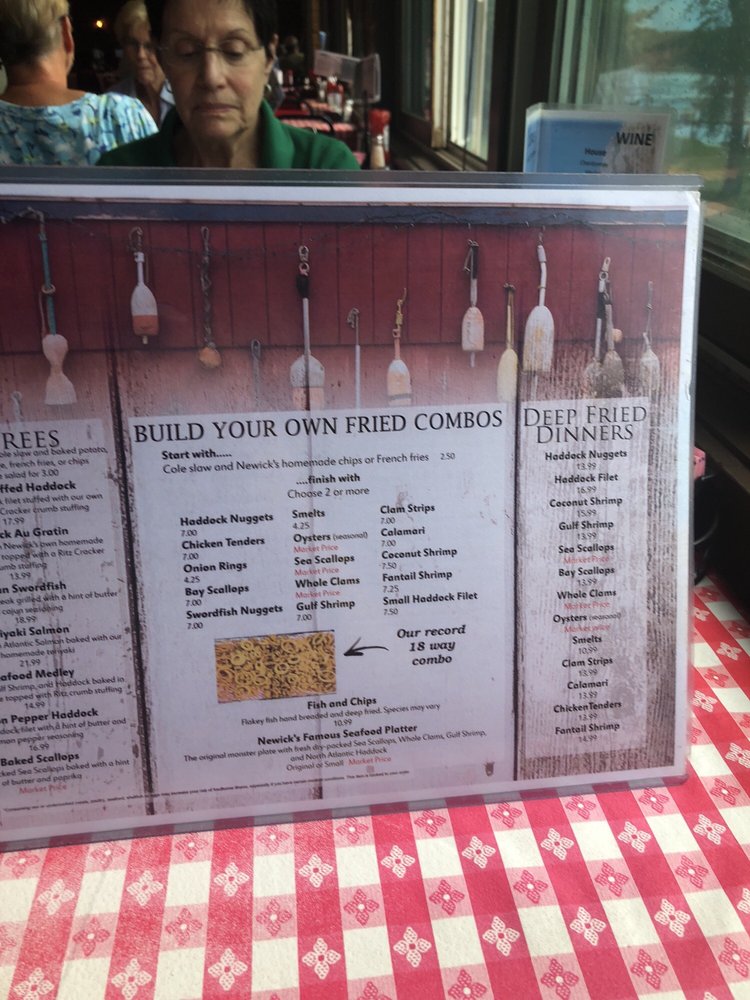 WINE
House
REES
ole slaw and baked potato,
e, french fries, or chips
e salad for 3.00
ffed Haddock
k filet stuffed with our own
Cracker crumb stuffing
17.99
ck Au Gratin
n Newick's own homemade
topped with a Ritz Cracker
umb stuffing
13.99
n Swordfish
eak grilled with a hint of butter
cajun seasoning
18.99
iyaki Salmon
Atlantic Salmon baked with our
homemade teriyaki
21.99
afood Medley
lf Shrimp, and Haddock baked in
e topped with Ritz crumb stuffing
14.99
n Pepper Haddock
dock filet with a hint of butter and
mon pepper seasoning
16.99
Baked Scallops
cked Sea Scallops baked with a hint
of butter and paprika
Market Price
BUILD YOUR OWN FRIED COMBOS
Start with.....
Cole slaw and Newick's homemade chips or French fries 2.50
....finish with
Choose 2 or more
Haddock Nuggets
7.00
Chicken Tenders
7.00
Onion Rings
4.25
Bay Scallops
7.00
Swordfish Nuggets
7.00
Smelts
4.25
Oysters (seasonal)
Market Price
Sea Scallops
Market Price
Whole Clams
Market Price
Gulf Shrimp
7.00
Clam Strips
7.00
Calamari
7.00
Coconut Shrimp
7.50
Fantail Shrimp
7.25
Small Haddock Filet
7.50
Our record
18 way
combo
Fish and Chips
Flakey fish hand breaded and deep fried. Species may vary
10.99
Newick's Famous Seafood Platter
The original monster plate with fresh dry-packed Sea Scallops, Whole Clams, Gulf Shrimp,
and North Atlantic Haddock
Original or Small Market Price
DEEP FRIED
DINNERS
Haddock Nuggets
13.99
Haddock Filet
16.99
Coconut Shrimp
15.99
Gulf Shrimp
13.99
Sea Scallops
Market Price
Bay Scallops
13.99
Whole Clams
Market Price
Oysters (seasonal)
Market price
Smelts
10.99
Clam Strips
13.99
Calamari
13.99
ChickenTenders
13.99
Fantail Shrimp
14.99